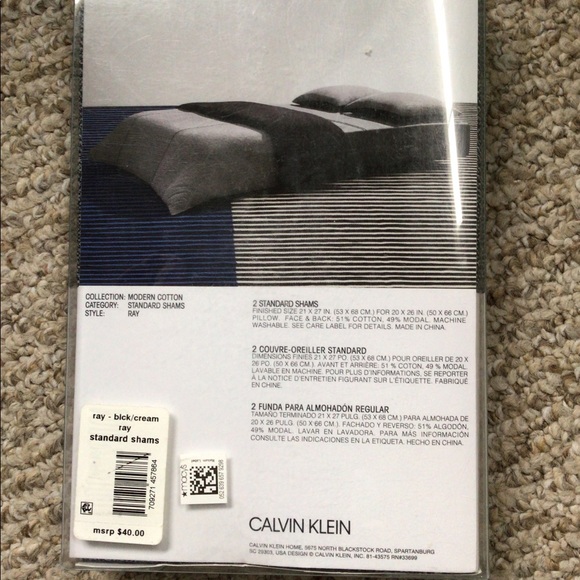 COLLECTION: MODERN COTTON
CATEGORY: STANDARD SHAMS
STYLE: RAY
2 STANDARD SHAMS
FINISHED SIZE 21 X 27 IN. (53 X 68 CM.) FOR 20 X 26 IN. (50 X 66 CM.)
PILLOW. FACE & BACK: 51% COTTON, 49% MODAL. MACHINE
WASHABLE. SEE CARE LABEL FOR DETAILS. MADE IN CHINA.
2 COUVRE-OREILLER STANDARD
DIMENSIONS FINIES 21 X 27 PO. (53 X 68 CM.) POUR OREILLER DE 20 X
26 PO. (50 X 66 CM.). AVANT ET ARRIÈRE: 51 % COTON, 49 % MODAL.
LAVABLE EN MACHINE. POUR PLUS D'INFORMATIONS, SE REPORTER
À LA NOTICE D'ENTRETIEN FIGURANT SUR L'ÉTIQUETTE. FABRIQUÉ
EN CHINE.
2 FUNDA PARA ALMOHADÓN REGULAR
TAMAÑO TERMINADO 21 X 27 PULG. (53 X 68 CM.) PARA ALMOHADA DE
20 X 26 PULG. (50 X 66 CM.). FACHADO Y REVERSO: 51% ALGODÓN,
49% MODAL. LAVAR EN LAVADORA. PARA MÁS INFORMACIÓN
CONSULTE LAS INDICACIONES EN LA ETIQUETA. HECHO EN CHINA.
ray - blck/cream
ray
standard shams
709271 457864
msrp $40.00
★macy's
CALVIN KLEIN
CALVIN KLEIN HOME, 5675 NORTH BLACKSTOCK ROAD, SPARTANBURG
SC 29303, USA DESIGN © CALVIN KLEIN, INC. 81-43575 RN#33699